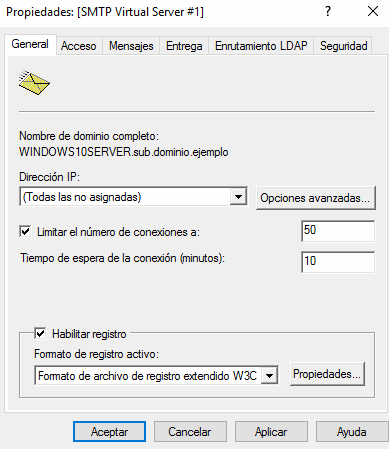 Propiedades: [SMTP Virtual Server #1]
General Acceso Mensajes Entrega Enrutamiento LDAP Seguridad
Nombre de dominio completo:
WINDOWS10SERVER.sub.dominio.ejemplo
Dirección IP:
(Todas las no asignadas) Opciones avanzadas...
Limitar el número de conexiones a: 50
Tiempo de espera de la conexión (minutos): 10
Habilitar registro
Formato de registro activo:
Formato de archivo de registro extendido W3C Propiedades...
Aceptar Cancelar Aplicar Ayuda